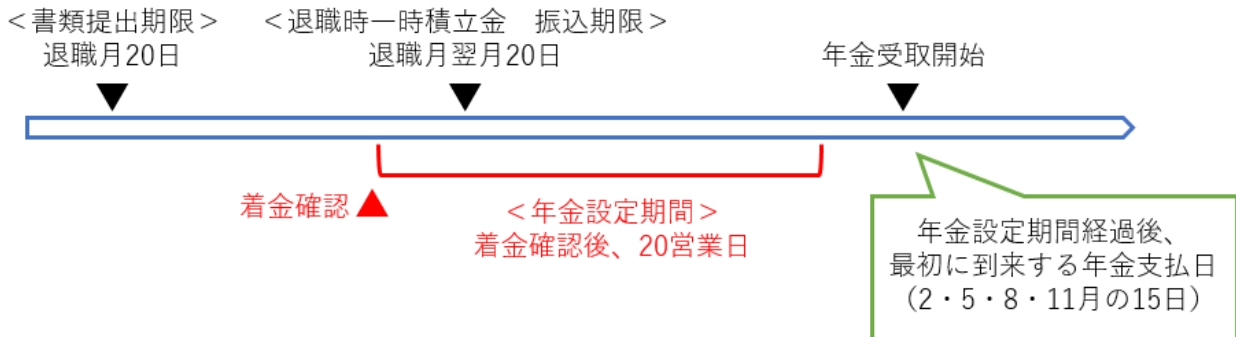 ＜書類提出期限＞
退職月20日
＜退職時一時積立金　振込期限＞
退職月翌月20日
年金受取開始
着金確認
＜年金設定期間＞
着金確認後、20営業日
年金設定期間経過後、
最初に到来する年金支払日
（2・5・8・11月の15日）